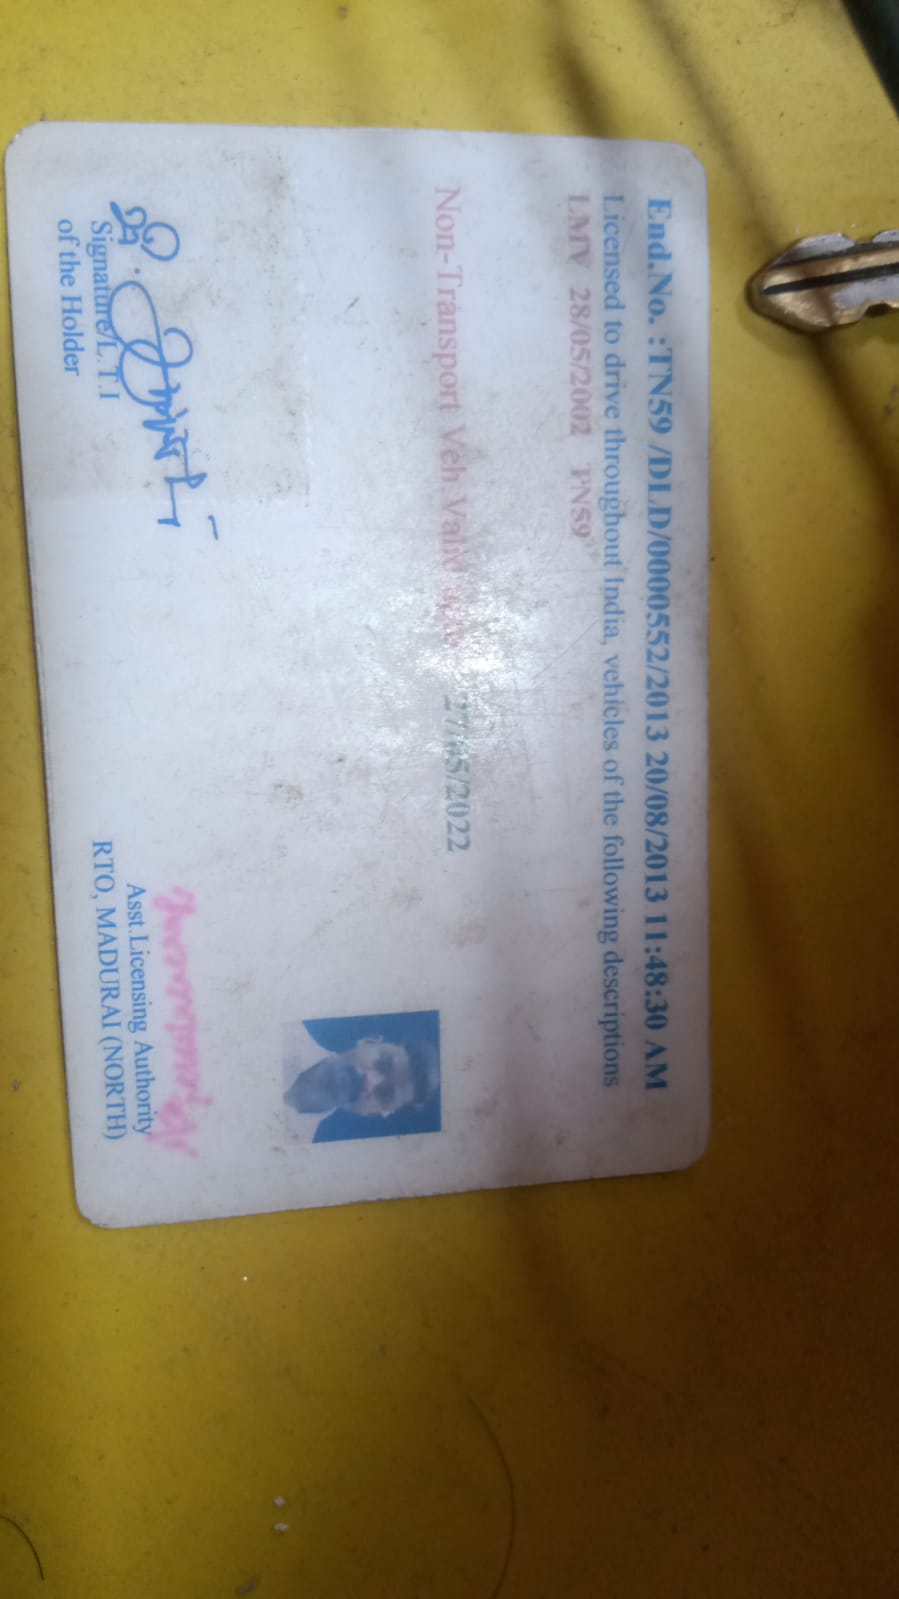 End.No. :TN59 /DLD/0000552/2013 20/08/2013 11:48:30 AM
Licensed to drive throughout India, vehicles of the following descriptions
LMV 28/05/2002 TN59
Non-Transport Veh Valid 27/05/2022
Signature/L.T.I
of the Holder
Asst.Licensing Authority
RTO, MADURAI (NORTH)